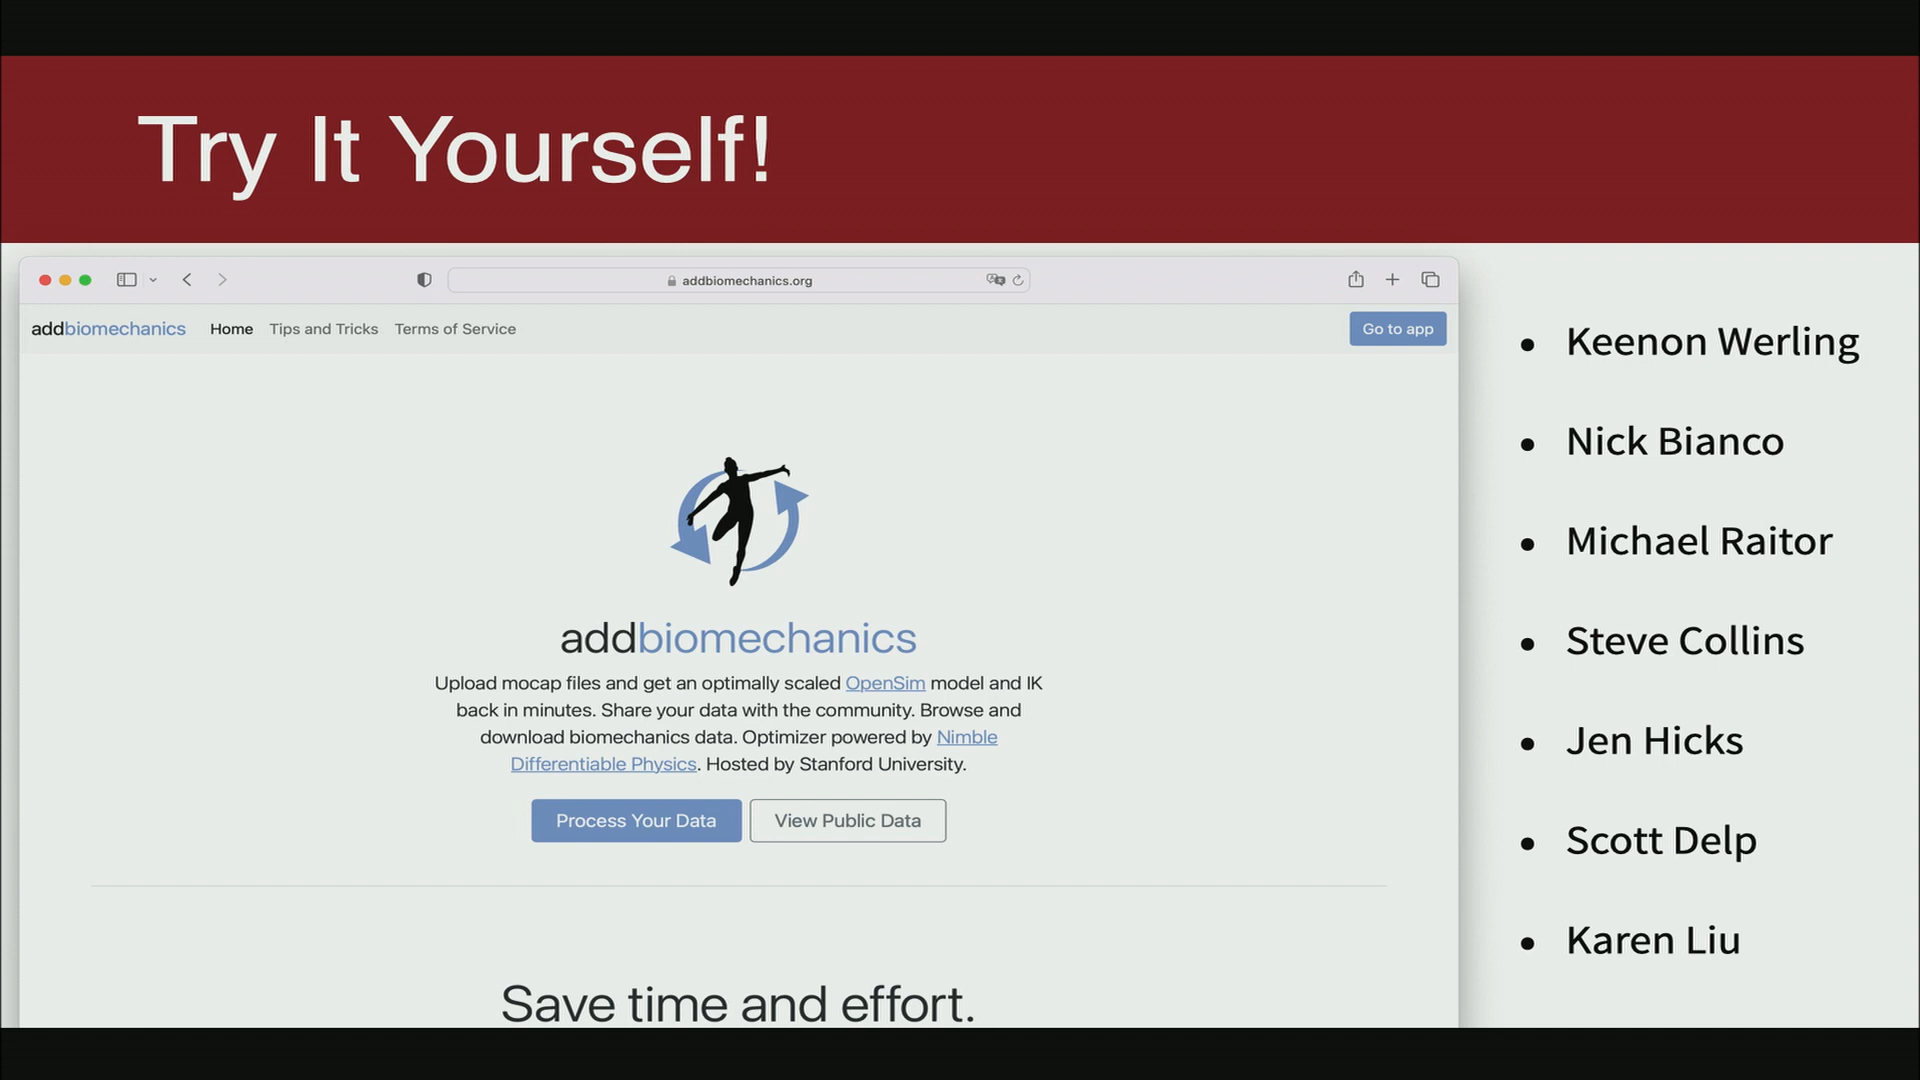 Try It Yourself!
addbiomechanics.org
addbiomechanics Home Tips and Tricks Terms of Service Go to app
addbiomechanics
Upload mocap files and get an optimally scaled OpenSim model and IK
back in minutes. Share your data with the community. Browse and
download biomechanics data. Optimizer powered by Nimble
Differentiable Physics. Hosted by Stanford University.
Process Your Data View Public Data
Save time and effort.
• Keenon Werling
• Nick Bianco
• Michael Raitor
• Steve Collins
• Jen Hicks
• Scott Delp
• Karen Liu